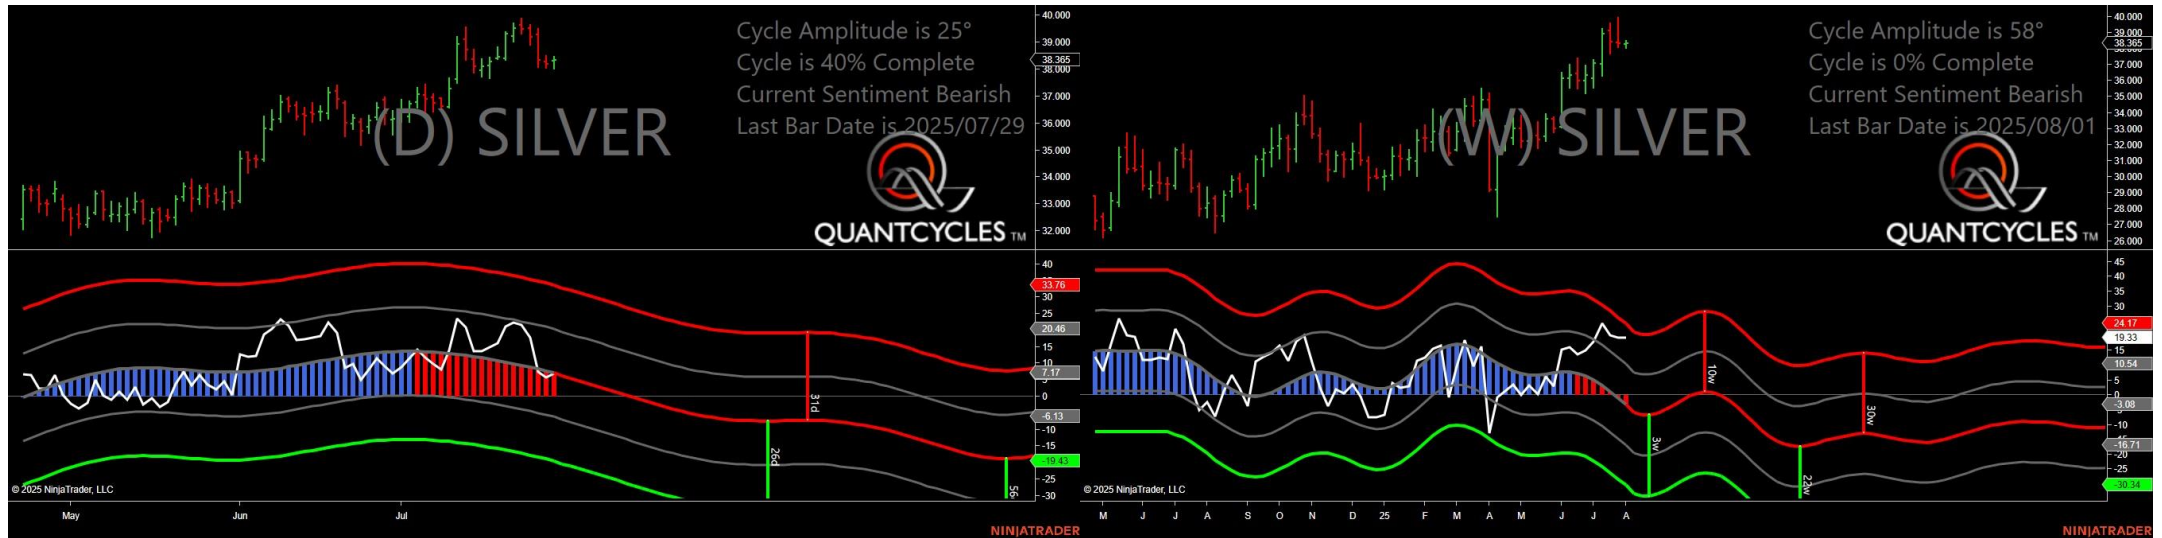 Cycle Amplitude is 25°
Cycle is 40% Complete
Current Sentiment Bearish
Last Bar Date is 2025/07/29
(D) SILVER
QUANTCYCLES TM
40.000
39.000
38.365
38.000
37.000
36.000
35.000
34.000
33.000
32.000
40
33.76
30
25
20.46
15
10
7.17
0
-6.13
-10
-15
-19.43
-25
-30
31d
26d
56
© 2025 NinjaTrader, LLC
May
Jun
Jul
NINJATRADER
Cycle Amplitude is 58°
Cycle is 0% Complete
Current Sentiment Bearish
Last Bar Date is 2025/08/01
(W) SILVER
QUANTCYCLES TM
40.000
39.000
38.365
37.000
36.000
35.000
34.000
33.000
32.000
31.000
30.000
29.000
28.000
27.000
26.000
45
40
35
30
24.17
19.33
15
10.54
5
0
-3.08
-10
-16.71
-20
-25
-30.34
10w
30w
3w
22w
© 2025 NinjaTrader, LLC
M J J A S O N D 25 F M A M J J A
NINJATRADER